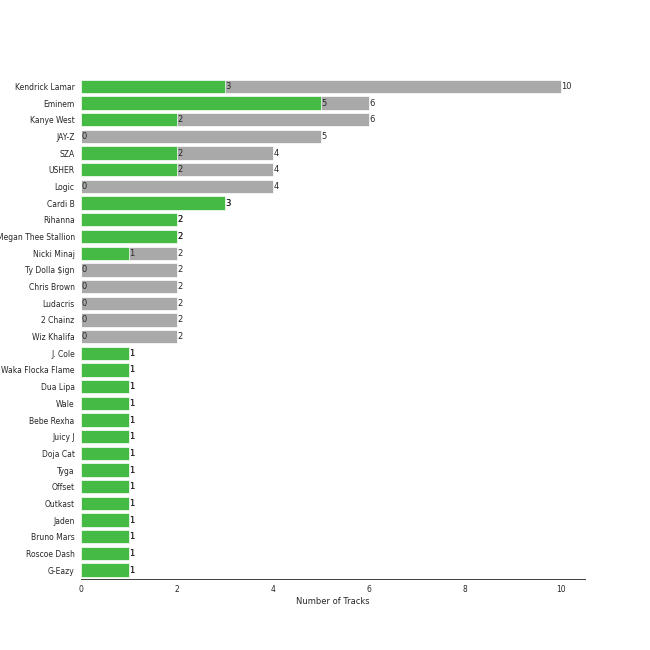 Kendrick Lamar 3 10
Eminem 5 6
Kanye West 2 6
JAY-Z 0 5
SZA 2 4
USHER 2 4
Logic 0 4
Cardi B 3
Rihanna 2
Megan Thee Stallion 2
Nicki Minaj 1 2
Ty Dolla $ign 0 2
Chris Brown 0 2
Ludacris 0 2
2 Chainz 0 2
Wiz Khalifa 0 2
J. Cole 1
Waka Flocka Flame 1
Dua Lipa 1
Wale 1
Bebe Rexha 1
Juicy J 1
Doja Cat 1
Tyga 1
Offset 1
Outkast 1
Jaden 1
Bruno Mars 1
Roscoe Dash 1
G-Eazy 1
0 2 4 6 8 10
Number of Tracks